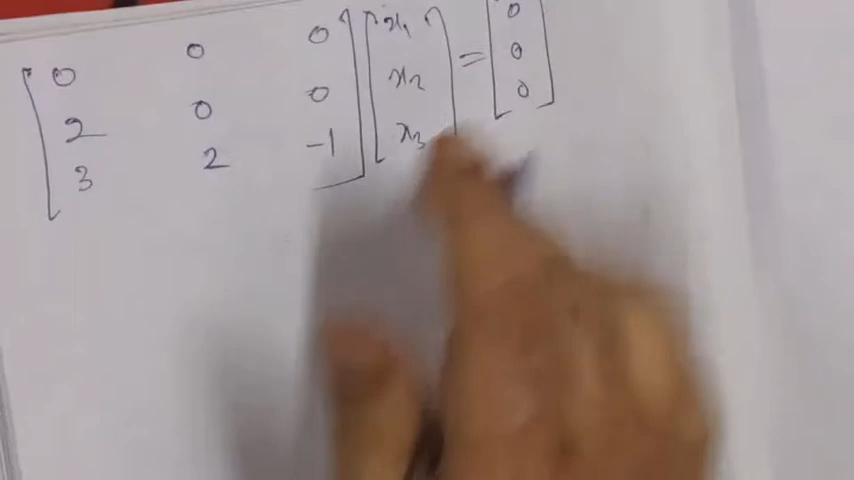 [0 0 0] [x₁] = [0]
[2 0 0] [x₂] [0]
[3 2 -1] [x₃] [0]